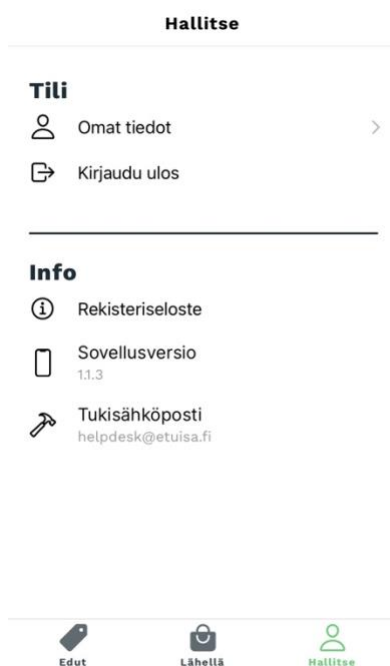 Hallitse
Tili
Omat tiedot
Kirjaudu ulos
Info
Rekisteriseloste
Sovellusversio
1.1.3
Tukisähköposti
helpdesk@etuisa.fi
Edut
Lähellä
Hallitse